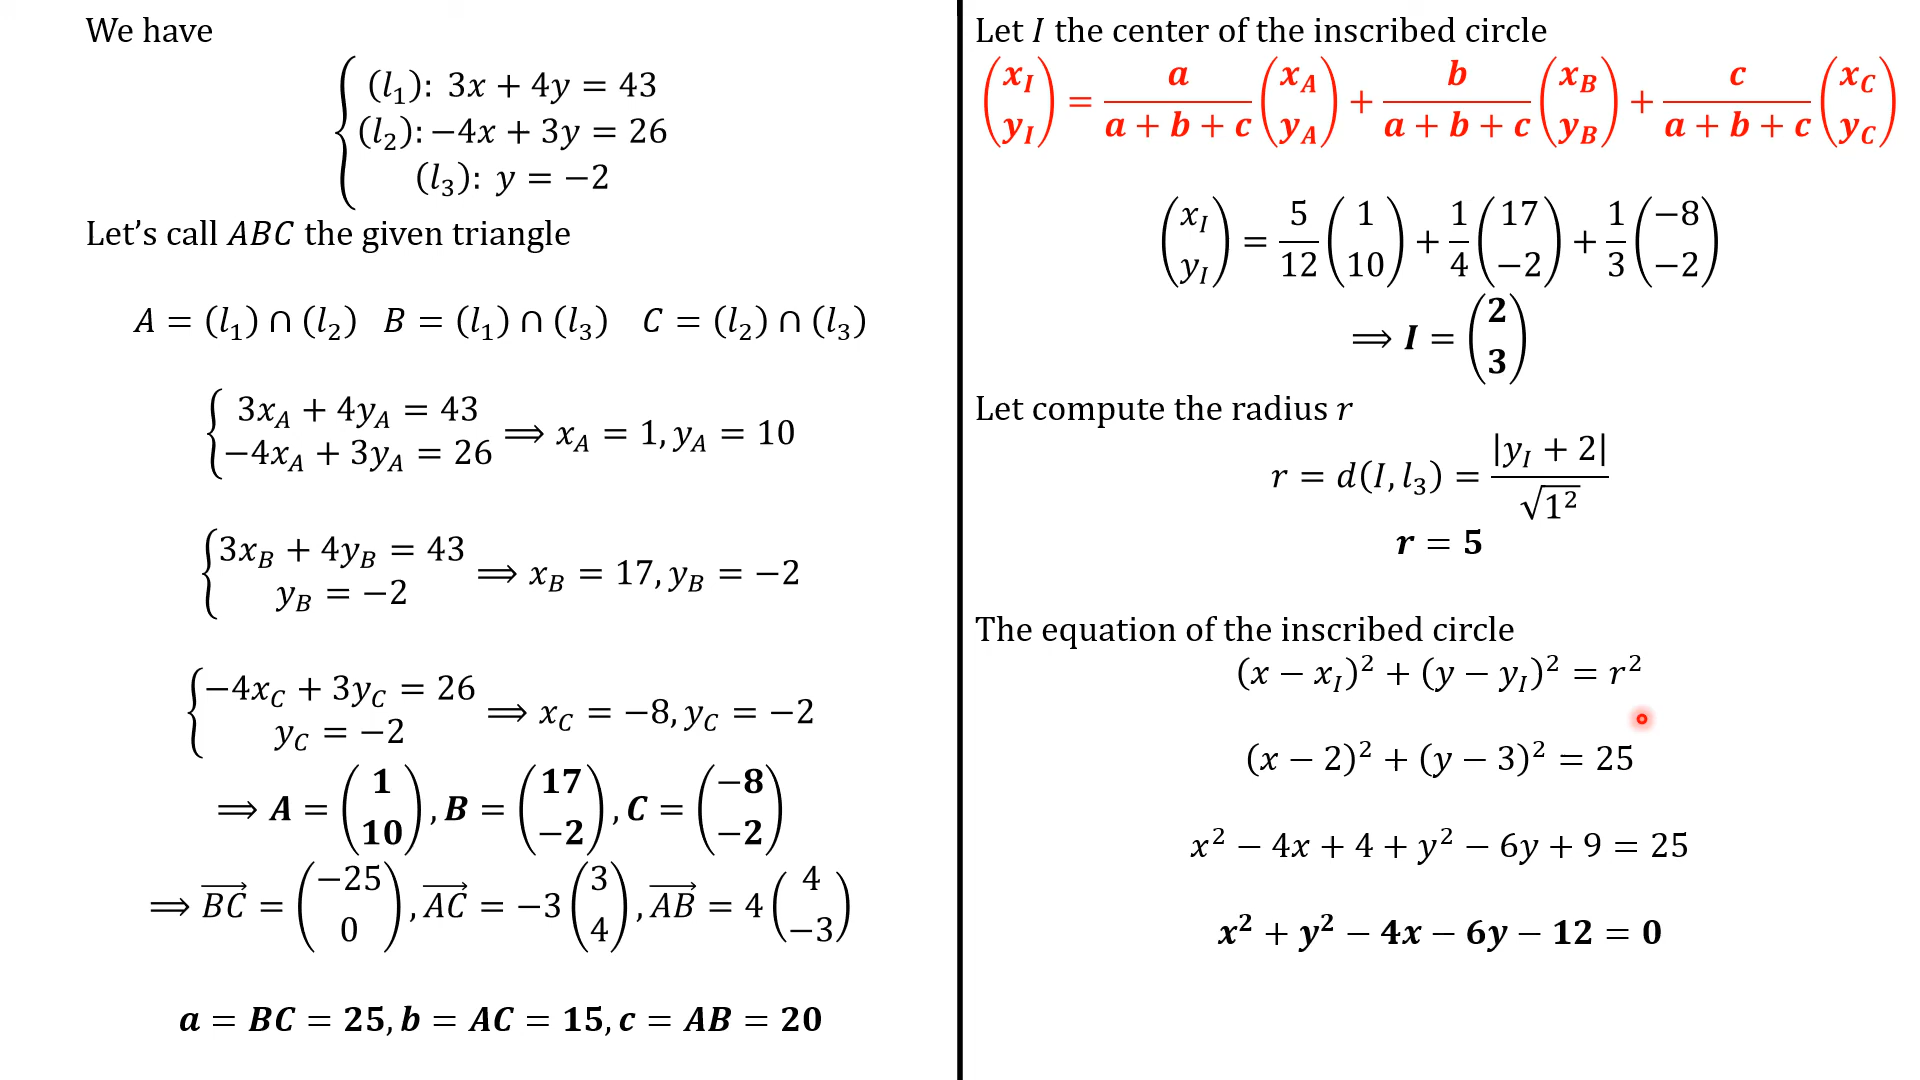 We have
(l₁): 3x + 4y = 43
(l₂): −4x + 3y = 26
(l₃): y = −2
Let’s call ABC the given triangle
A = (l₁) ∩ (l₂) B = (l₁) ∩ (l₃) C = (l₂) ∩ (l₃)
{3x_A + 4y_A = 43
−4x_A + 3y_A = 26 ⟹ x_A = 1, y_A = 10
{3x_B + 4y_B = 43
y_B = −2 ⟹ x_B = 17, y_B = −2
{−4x_C + 3y_C = 26
y_C = −2 ⟹ x_C = −8, y_C = −2
⟹ A = (1 10), B = (17 −2), C = (−8 −2)
⟹ BC→ = (−25 0), AC→ = −3 (3 4), AB→ = 4 (4 −3)
a = BC = 25, b = AC = 15, c = AB = 20
Let I the center of the inscribed circle
(x_I y_I) = a/(a + b + c) (x_A y_A) + b/(a + b + c) (x_B y_B) + c/(a + b + c) (x_C y_C)
(x_I y_I) = 5/12 (1 10) + 1/4 (17 −2) + 1/3 (−8 −2)
⟹ I = (2 3)
Let compute the radius r
r = d(I, l₃) = |y_I + 2|/√1²
r = 5
The equation of the inscribed circle
(x − x_I)² + (y − y_I)² = r²
(x − 2)² + (y − 3)² = 25
x² − 4x + 4 + y² − 6y + 9 = 25
x² + y² − 4x − 6y − 12 = 0